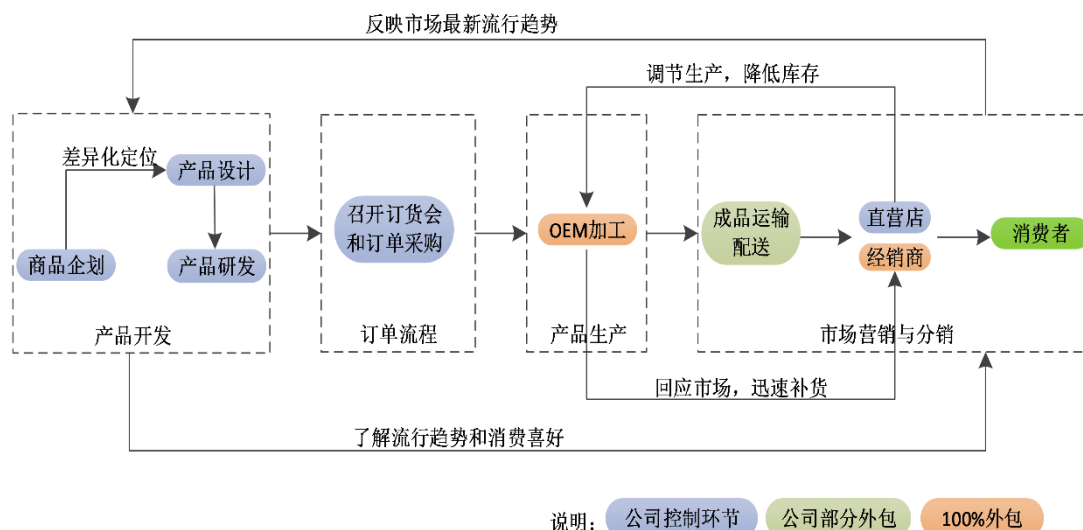 反映市场最新流行趋势
调节生产，降低库存
差异化定位
产品设计
商品企划
产品研发
产品开发
召开订货会
和订单采购
订单流程
OEM加工
产品生产
成品运输
配送
直营店
经销商
消费者
市场营销与分销
回应市场，迅速补货
了解流行趋势和消费喜好
说明：
公司控制环节
公司部分外包
100%外包